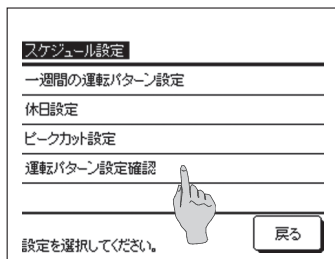 スケジュール設定
一週間の運転パターン設定
休日設定
ピークカット設定
運転パターン設定確認
設定を選択してください。
戻る